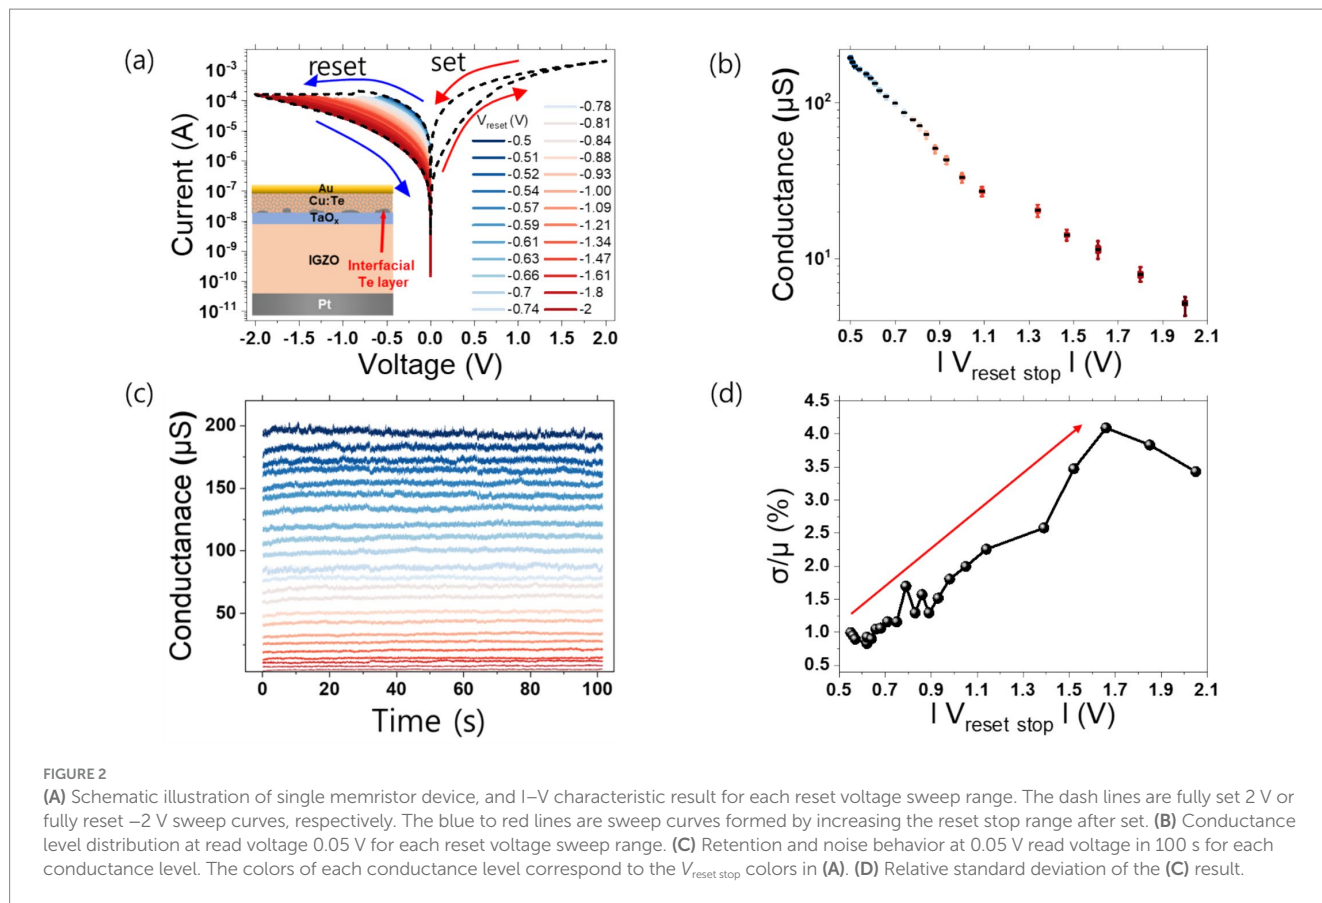 (a)
reset
set
Current (A)
10⁻³
10⁻⁴
10⁻⁵
10⁻⁶
10⁻⁷
10⁻⁸
10⁻⁹
10⁻¹⁰
10⁻¹¹
V_reset (V)
-0.5
-0.51
-0.52
-0.54
-0.57
-0.59
-0.61
-0.63
-0.66
-0.7
-0.74
-0.78
-0.81
-0.84
-0.88
-0.93
-1.00
-1.09
-1.21
-1.34
-1.47
-1.61
-1.8
-2
Au
Cu:Te
TaOₓ
IGZO
Interfacial
Te layer
Pt
-2.0 -1.5 -1.0 -0.5 0.0 0.5 1.0 1.5 2.0
Voltage (V)
(b)
Conductance (µS)
10²
10¹
0.5 0.7 0.9 1.1 1.3 1.5 1.7 1.9 2.1
I V_reset stop I (V)
(c)
Conductanace (µS)
200
150
100
50
0 20 40 60 80 100
Time (s)
(d)
σ/µ (%)
4.5
4.0
3.5
3.0
2.5
2.0
1.5
1.0
0.5
0.5 0.7 0.9 1.1 1.3 1.5 1.7 1.9 2.1
I V_reset stop I (V)
FIGURE 2
(A) Schematic illustration of single memristor device, and I–V characteristic result for each reset voltage sweep range. The dash lines are fully set 2 V or
fully reset −2 V sweep curves, respectively. The blue to red lines are sweep curves formed by increasing the reset stop range after set. (B) Conductance
level distribution at read voltage 0.05 V for each reset voltage sweep range. (C) Retention and noise behavior at 0.05 V read voltage in 100 s for each
conductance level. The colors of each conductance level correspond to the V_reset stop colors in (A). (D) Relative standard deviation of the (C) result.